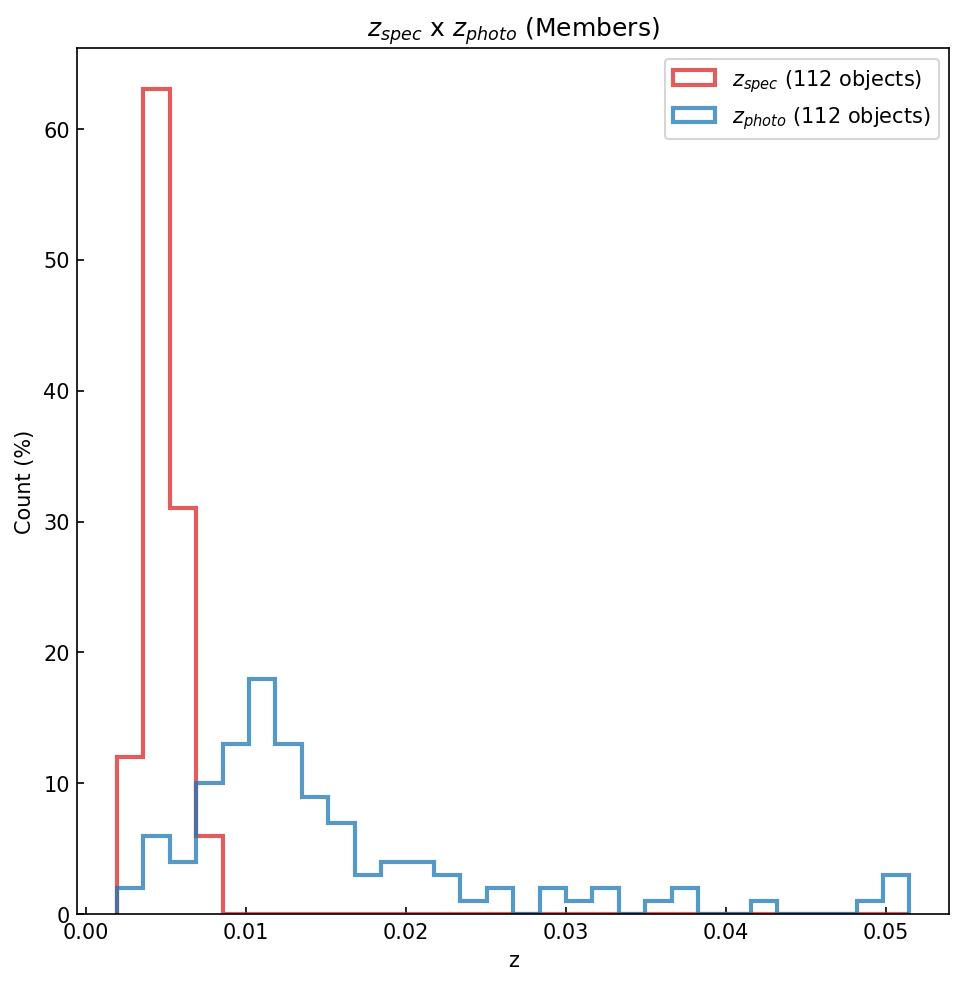 z_spec x z_photo (Members)
z_spec (112 objects)
z_photo (112 objects)
Count (%)
60
50
40
30
20
10
0
0.00 0.01 0.02 0.03 0.04 0.05
z